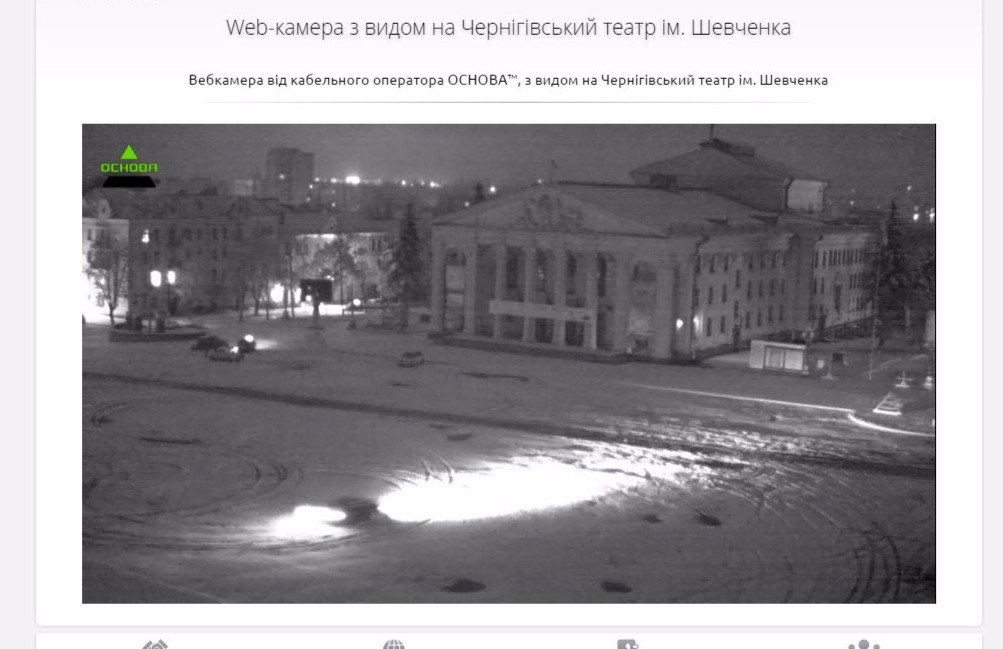 Web-камера з видом на Чернігівський театр ім. Шевченка
Вебкамера від кабельного оператора ОСНОВА™, з видом на Чернігівський театр ім. Шевченка
ОСНОВА